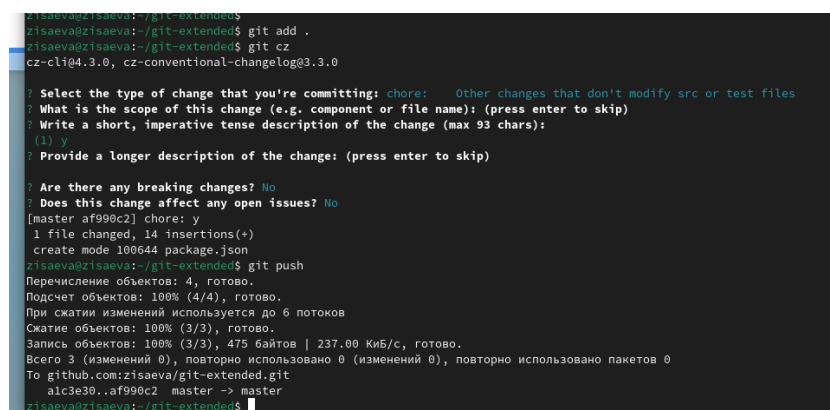 zisaeva@zisaeva:~/git-extended$
zisaeva@zisaeva:~/git-extended$ git add .
zisaeva@zisaeva:~/git-extended$ git cz
cz-cli@4.3.0, cz-conventional-changelog@3.3.0
? Select the type of change that you're committing: chore:    Other changes that don't modify src or test files
? What is the scope of this change (e.g. component or file name): (press enter to skip)
? Write a short, imperative tense description of the change (max 93 chars):
(1) y
? Provide a longer description of the change: (press enter to skip)
? Are there any breaking changes? No
? Does this change affect any open issues? No
[master af990c2] chore: y
1 file changed, 14 insertions(+)
create mode 100644 package.json
zisaeva@zisaeva:~/git-extended$ git push
Перечисление объектов: 4, готово.
Подсчет объектов: 100% (4/4), готово.
При сжатии изменений используется до 6 потоков
Сжатие объектов: 100% (3/3), готово.
Запись объектов: 100% (3/3), 475 байтов | 237.00 КиБ/с, готово.
Всего 3 (изменений 0), повторно использовано 0 (изменений 0), повторно использовано пакетов 0
To github.com:zisaeva/git-extended.git
a1c3e30..af990c2  master -> master
zisaeva@zisaeva:~/git-extended$